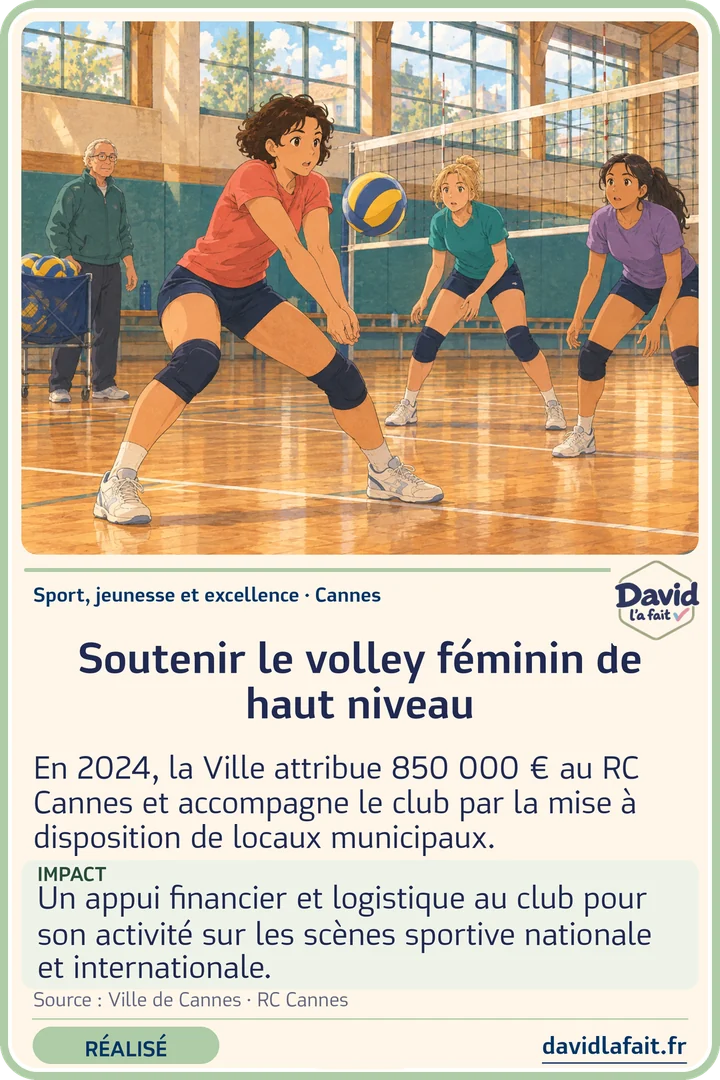 Sport, jeunesse et excellence · Cannes
David
l'a fait
Soutenir le volley féminin de
haut niveau
En 2024, la Ville attribue 850 000 € au RC
Cannes et accompagne le club par la mise à
disposition de locaux municipaux.
IMPACT
Un appui financier et logistique au club pour
son activité sur les scènes sportive nationale
et internationale.
Source : Ville de Cannes · RC Cannes
RÉALISÉ
davidlafait.fr